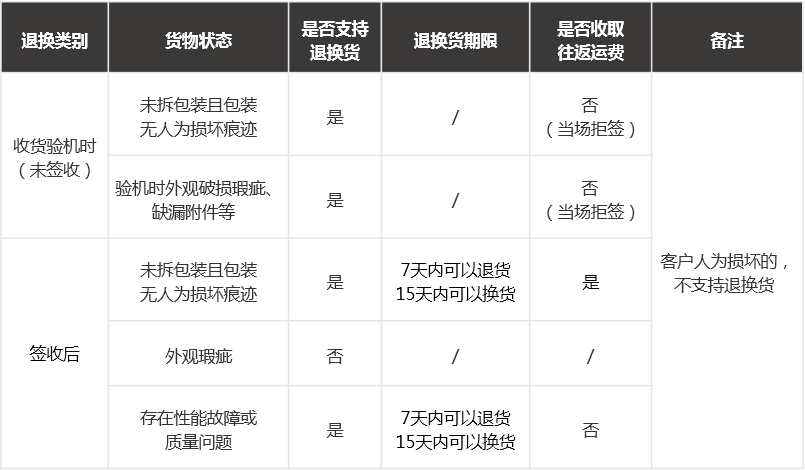 退换类别
货物状态
是否支持
退换货
退换货期限
是否收取
往返运费
备注
收货验机时
（未签收）
未拆包装且包装
无人为损坏痕迹
是
/
否
（当场拒签）
验机时外观破损瑕疵、
缺漏附件等
是
/
否
（当场拒签）
签收后
未拆包装且包装
无人为损坏痕迹
是
7天内可以退货
15天内可以换货
是
外观瑕疵
否
/
/
存在性能故障或
质量问题
是
7天内可以退货
15天内可以换货
否
客户人为损坏的，
不支持退换货